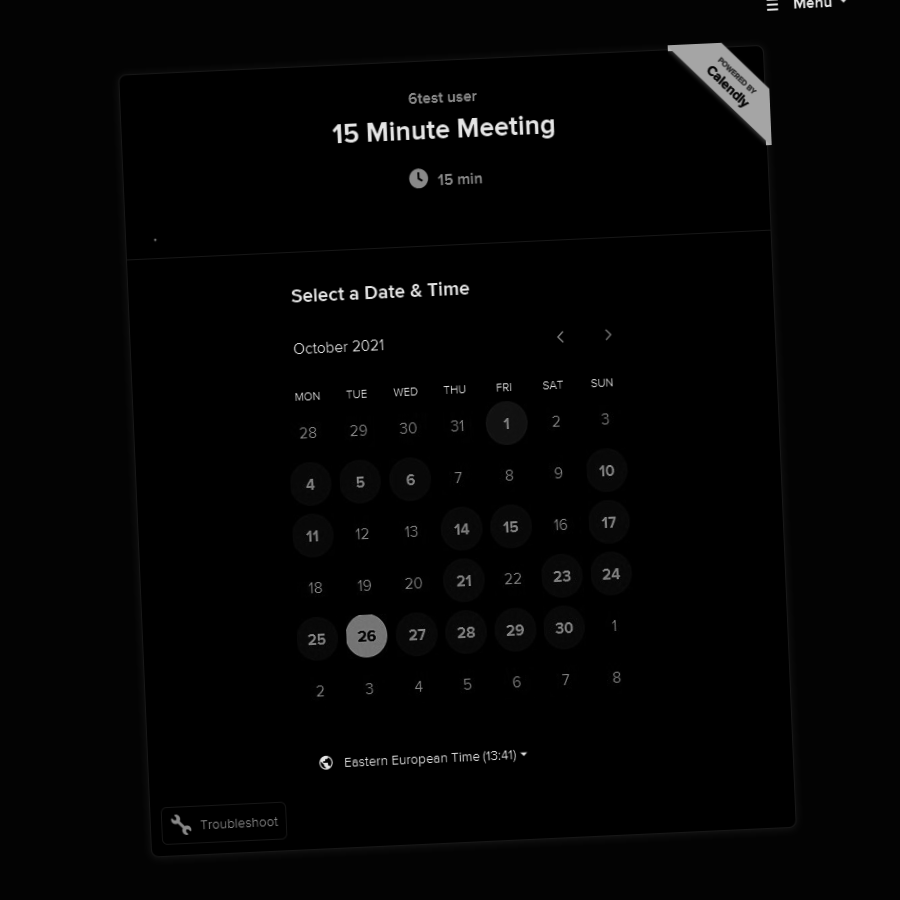 Menu
POWERED BY
Calendly
6test user
15 Minute Meeting
15 min
Select a Date & Time
October 2021
MON TUE WED THU FRI SAT SUN
28 29 30 31 1 2 3
4 5 6 7 8 9 10
11 12 13 14 15 16 17
18 19 20 21 22 23 24
25 26 27 28 29 30 1
2 3 4 5 6 7 8
Eastern European Time (13:41)
Troubleshoot